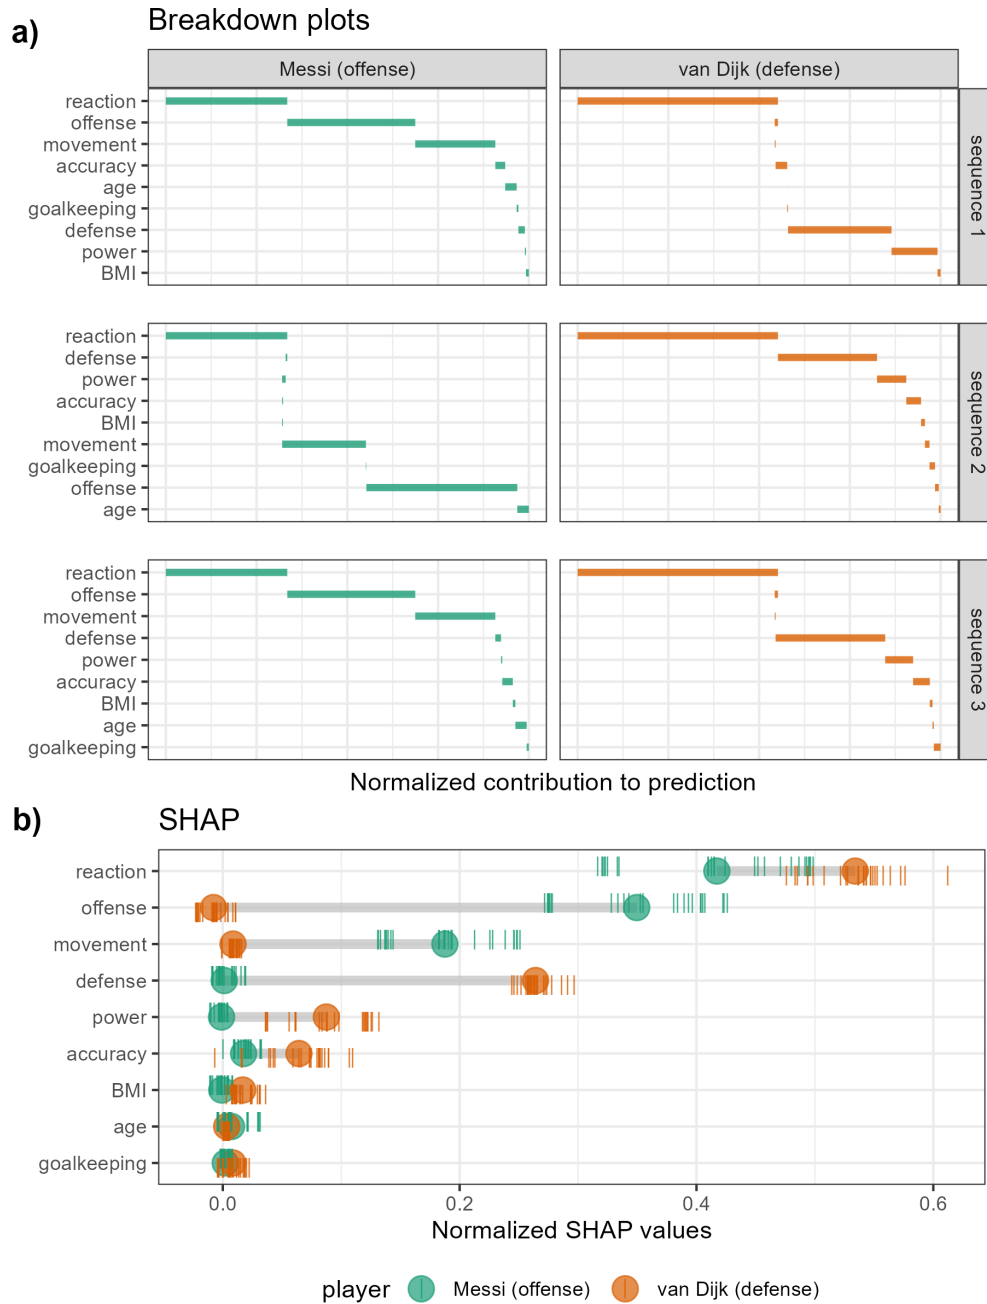 a)
Breakdown plots
Messi (offense)
van Dijk (defense)
reaction
offense
movement
accuracy
age
goalkeeping
defense
power
BMI
sequence 1
reaction
defense
power
accuracy
BMI
movement
goalkeeping
offense
age
sequence 2
reaction
offense
movement
defense
power
accuracy
BMI
age
goalkeeping
sequence 3
Normalized contribution to prediction
b)
SHAP
reaction
offense
movement
defense
power
accuracy
BMI
age
goalkeeping
0.0 0.2 0.4 0.6
Normalized SHAP values
player Messi (offense) van Dijk (defense)